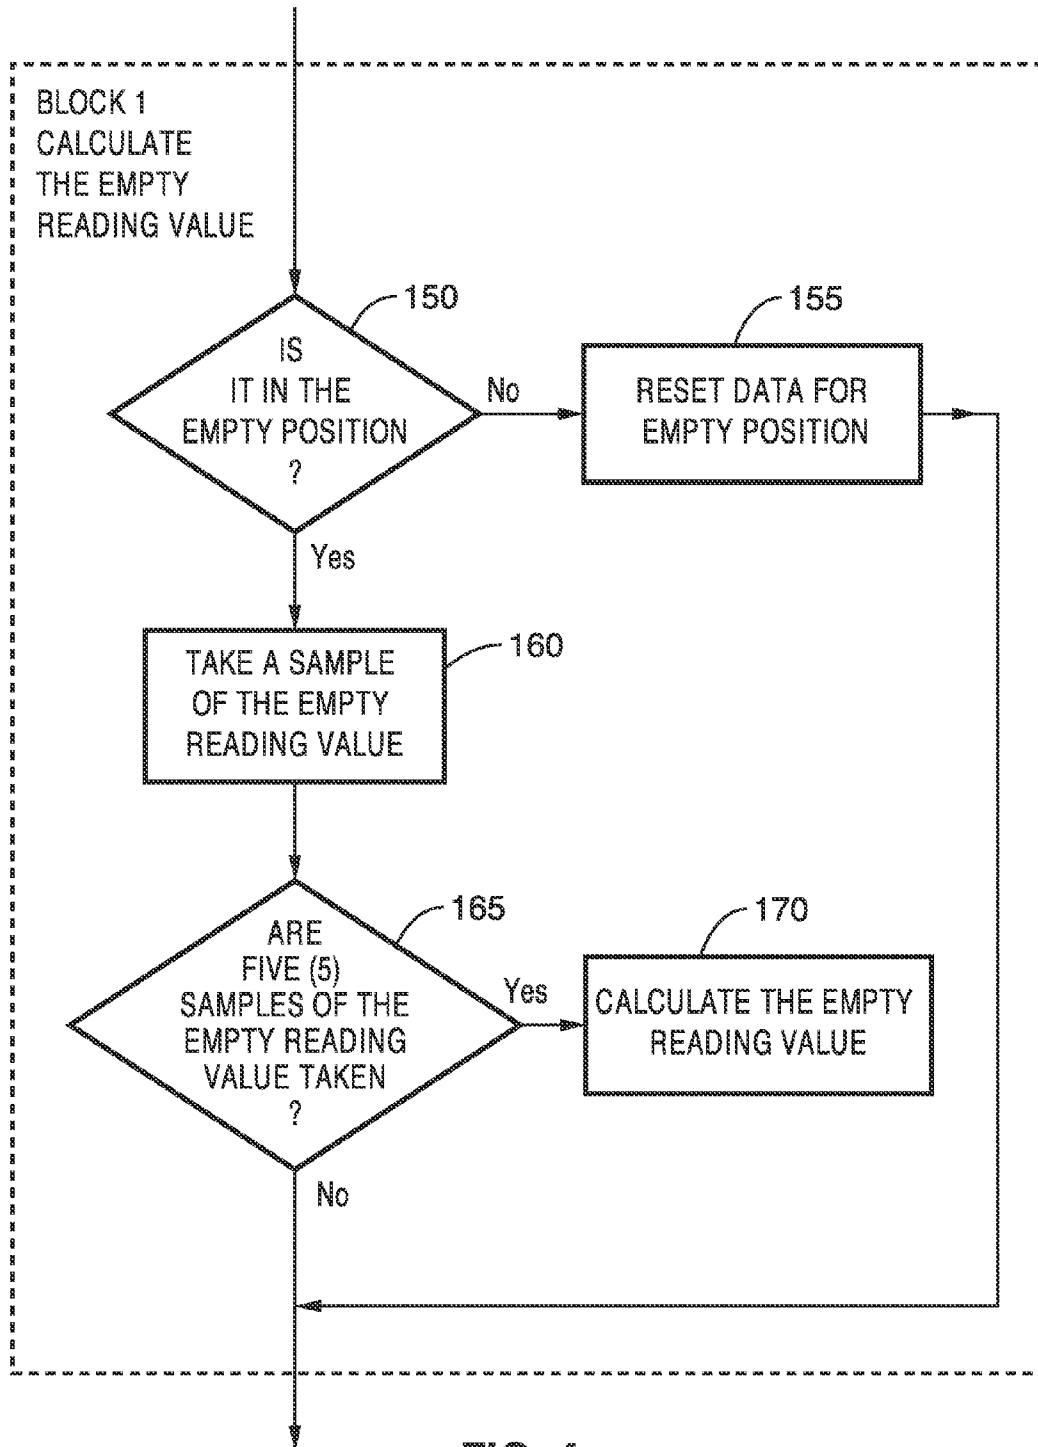 BLOCK 1
CALCULATE
THE EMPTY
READING VALUE
150
IS
IT IN THE
EMPTY POSITION
?
No
155
RESET DATA FOR
EMPTY POSITION
Yes
160
TAKE A SAMPLE
OF THE EMPTY
READING VALUE
165
ARE
FIVE (5)
SAMPLES OF THE
EMPTY READING
VALUE TAKEN
?
Yes
170
CALCULATE THE EMPTY
READING VALUE
No